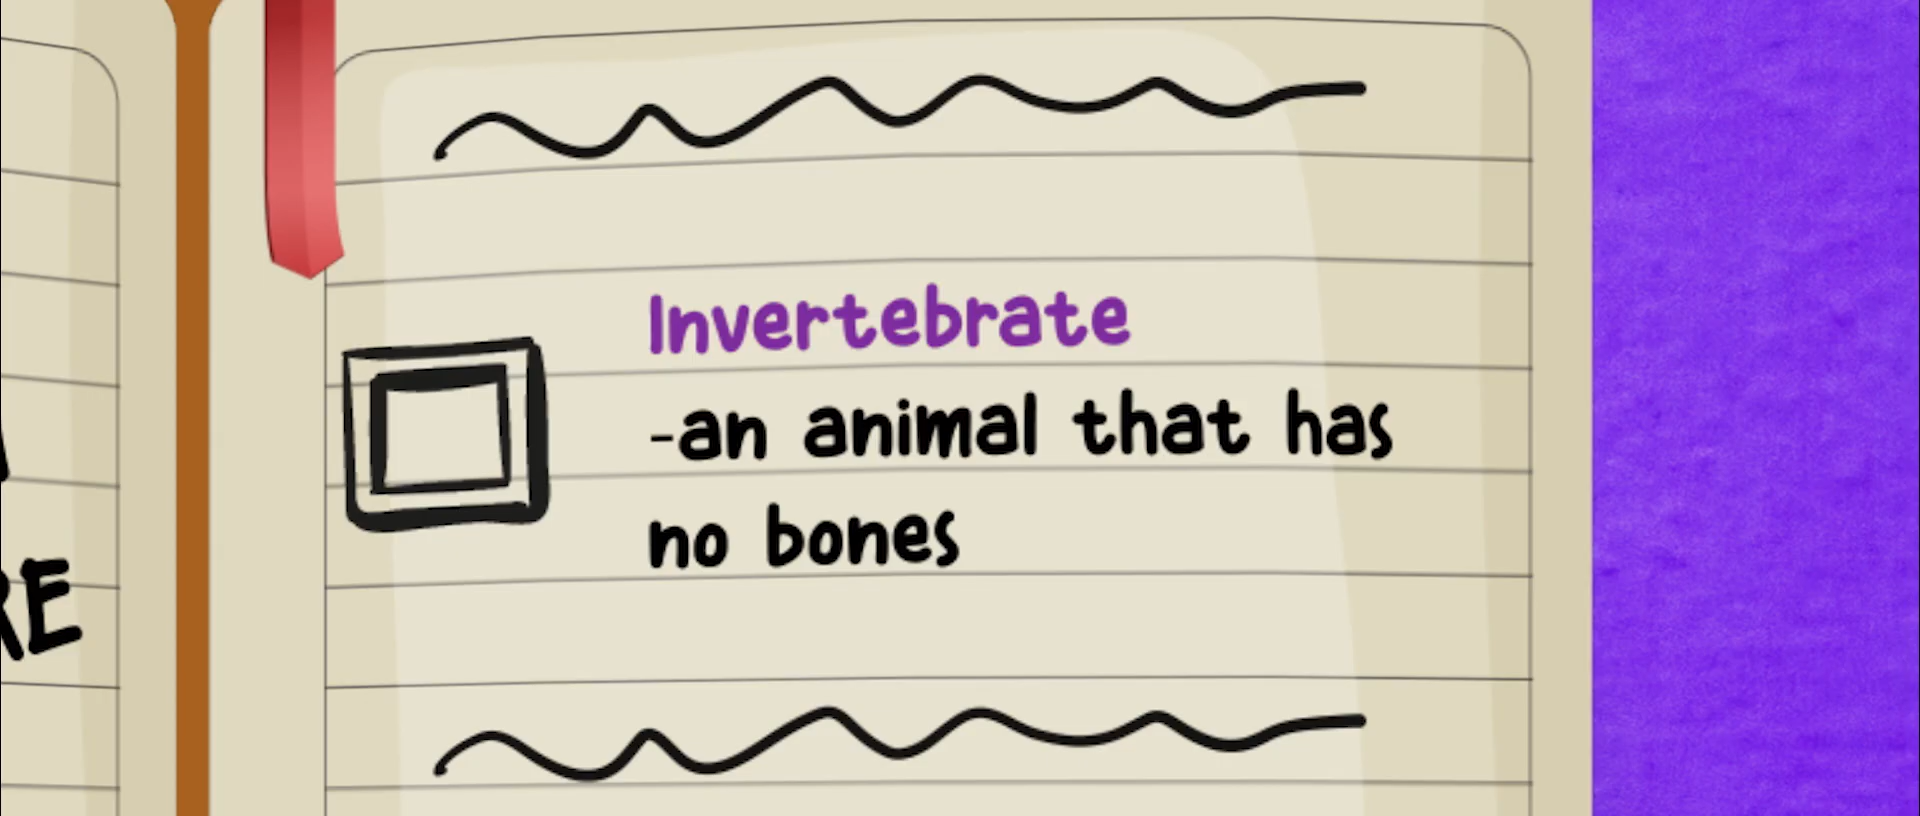 Invertebrate
-an animal that has
no bones